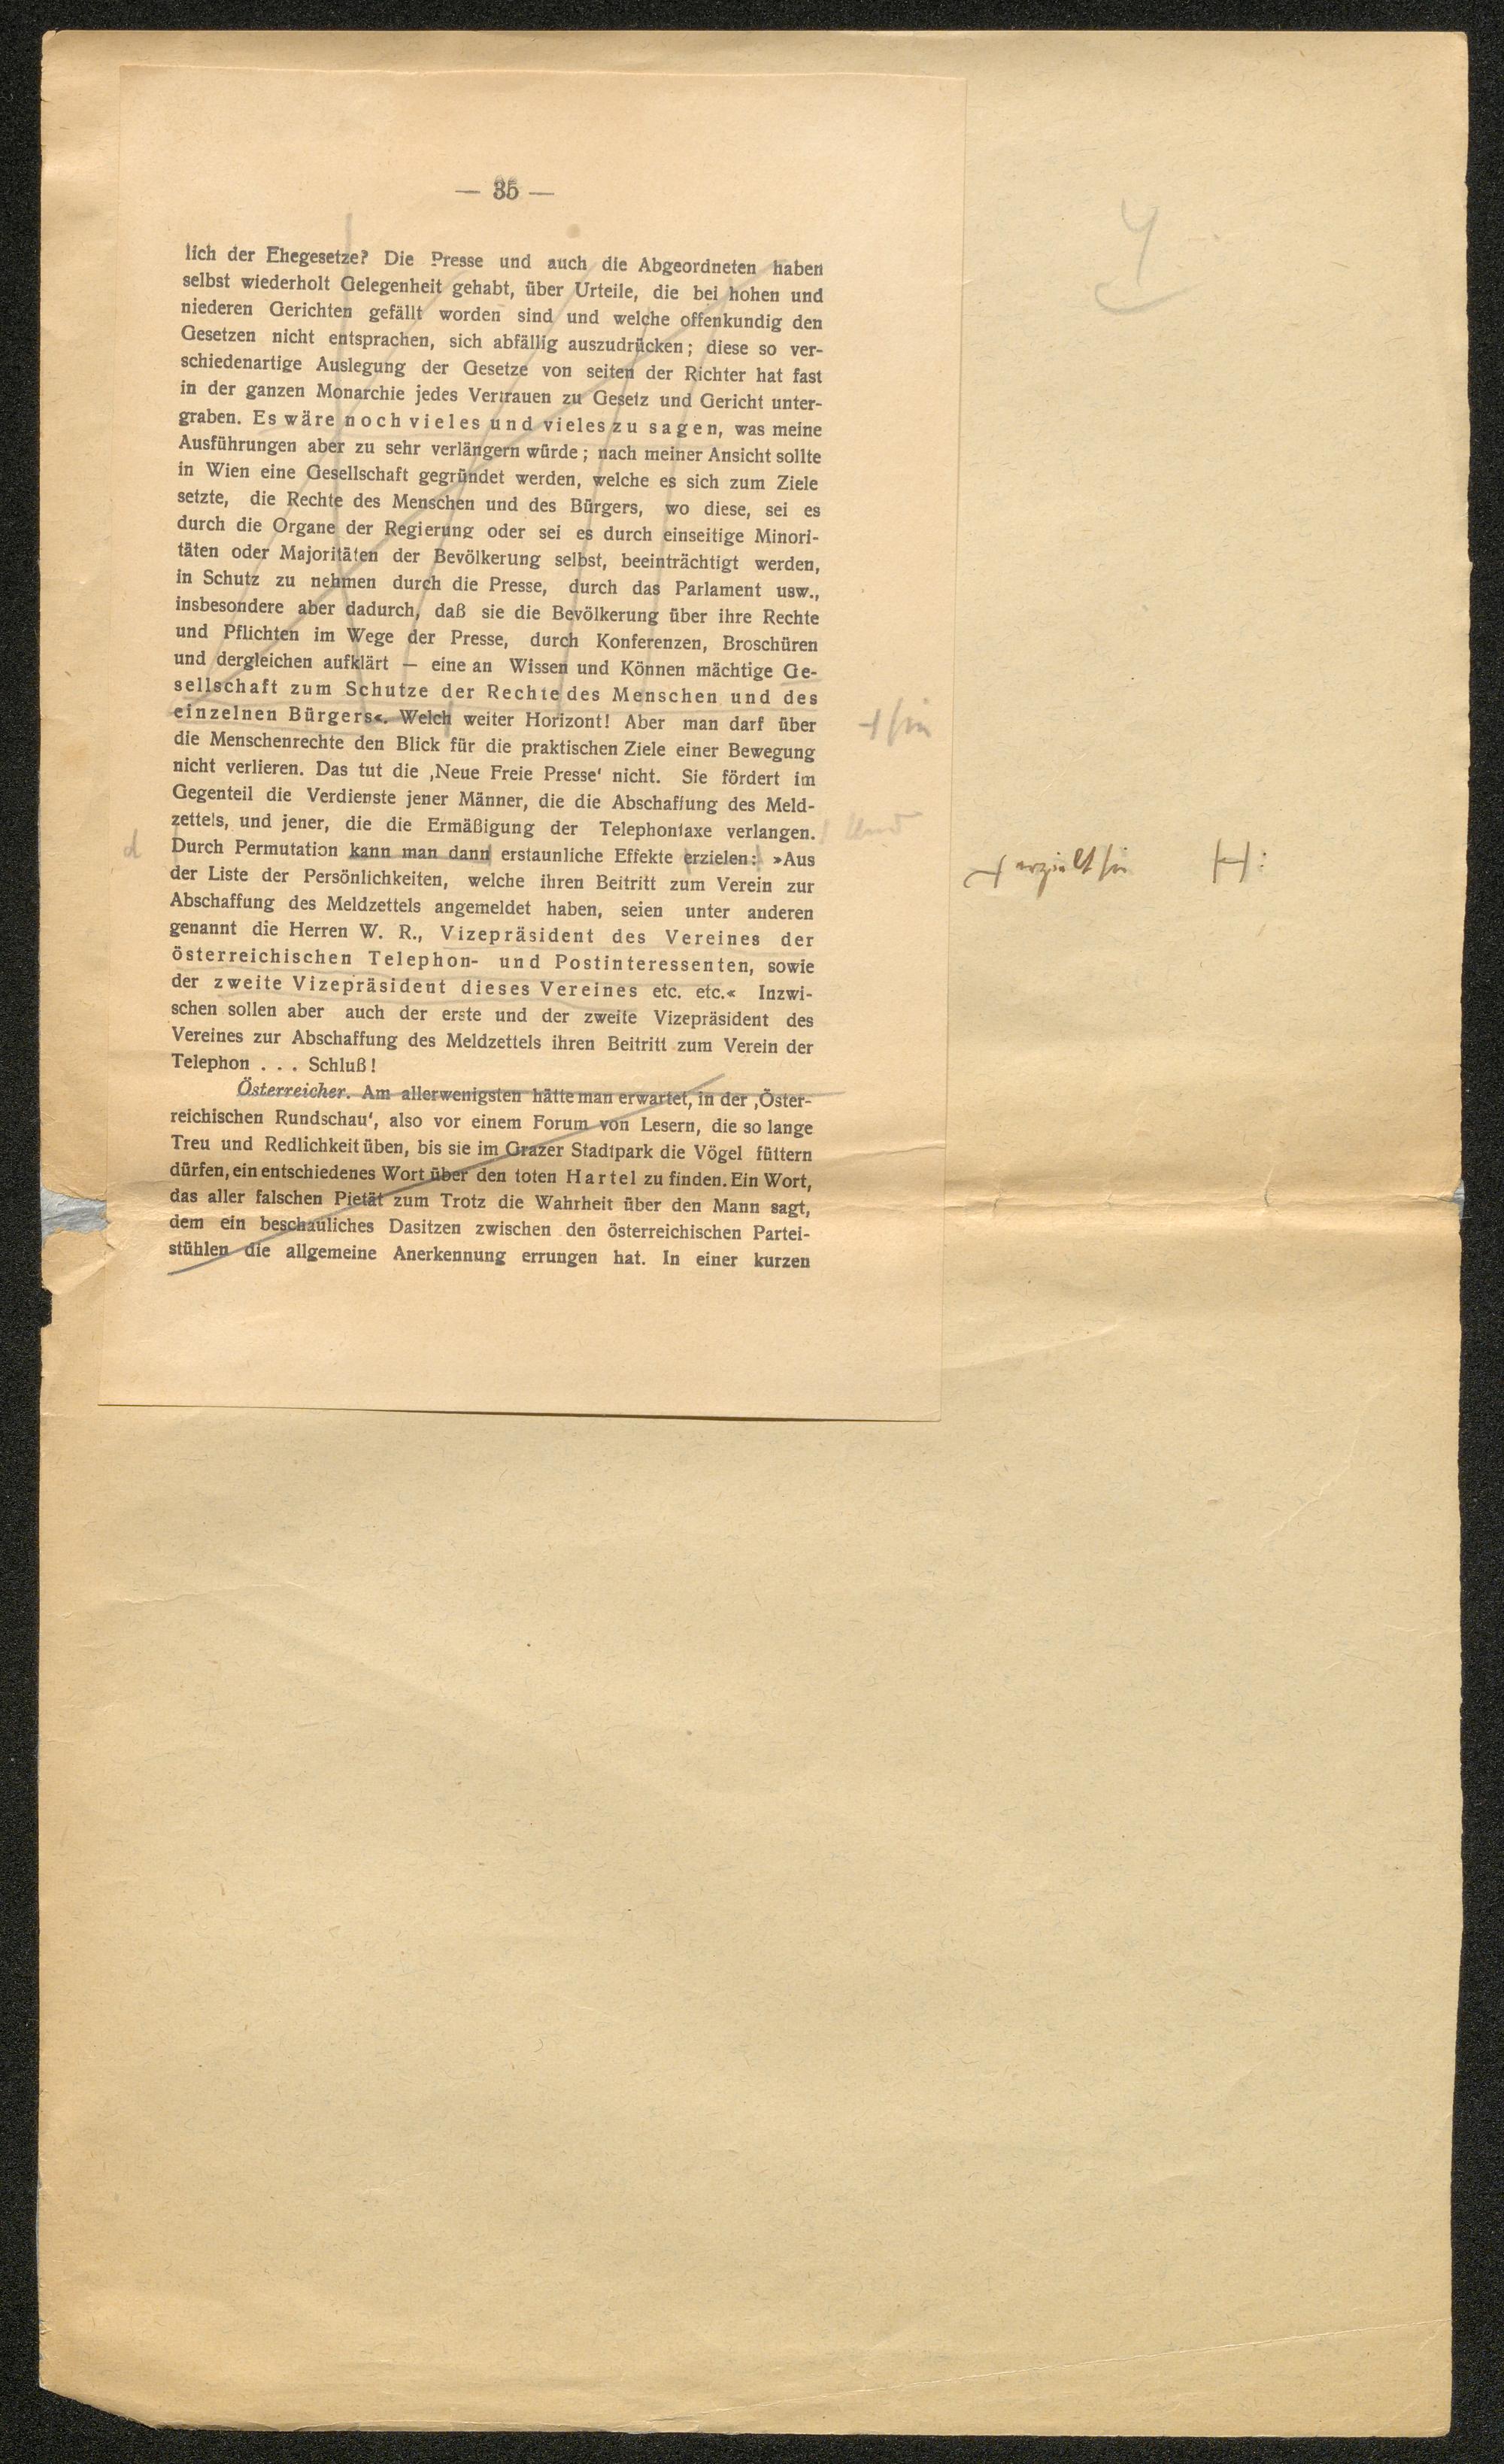 — 35 —
lich der Ehegesetze? Die Presse und auch die Abgeordneten haben
selbst wiederholt Gelegenheit gehabt, über Urteile, die bei hohen und
niederen Gerichten gefällt worden sind und welche offenkundig den
Gesetzen nicht entsprachen, sich abfällig auszudrücken; diese so ver-
schiedenartige Auslegung der Gesetze von seiten der Richter hat fast
in der ganzen Monarchie jedes Vertrauen zu Gesetz und Gericht unter-
graben. Es wäre noch vieles und vieles zu sagen, was meine
Ausführungen aber zu sehr verlängern würde; nach meiner Ansicht sollte
in Wien eine Gesellschaft gegründet werden, welche es sich zum Ziele
setzte, die Rechte des Menschen und des Bürgers, wo diese, sei es
durch die Organe der Regierung oder sei es durch einseitige Minori-
täten oder Majoritäten der Bevölkerung selbst, beeinträchtigt werden,
in Schutz zu nehmen durch die Presse, durch das Parlament usw.,
insbesondere aber dadurch, daß sie die Bevölkerung über ihre Rechte
und Pflichten im Wege der Presse, durch Konferenzen, Broschüren
und dergleichen aufklärt — eine an Wissen und Können mächtige Ge-
sellschaft zum Schutze der Rechte des Menschen und des
einzelnen Bürgers«. Welch weiter Horizont! Aber man darf über
die Menschenrechte den Blick für die praktischen Ziele einer Bewegung
nicht verlieren. Das tut die ‚Neue Freie Presse‘ nicht. Sie fördert im
Gegenteil die Verdienste jener Männer, die die Abschaffung des Meld-
zettels, und jener, die die Ermäßigung der Telephontaxe verlangen. Und
d Durch Permutation kann man dann erstaunliche Effekte erzielen: »Aus erzielt sie :
der Liste der Persönlichkeiten, welche ihren Beitritt zum Verein zur
Abschaffung des Meldzettels angemeldet haben, seien unter anderen
genannt die Herren W. R., Vizepräsident des Vereines der
österreichischen Telephon- und Postinteressenten, sowie
der zweite Vizepräsident dieses Vereines etc. etc.« Inzwi-
schen sollen aber auch der erste und der zweite Vizepräsident des
Vereines zur Abschaffung des Meldzettels ihren Beitritt zum Verein der
Telephon . . . Schluß!
Österreicher. Am allerwenigsten hätte man erwartet, in der ‚Öster-
reichischen Rundschau‘, also vor einem Forum von Lesern, die so lange
Treu und Redlichkeit üben, bis sie im Grazer Stadtpark die Vögel füttern
dürfen, ein entschiedenes Wort über den toten Hartel zu finden. Ein Wort,
das aller falschen Pietät zum Trotz die Wahrheit über den Mann sagt,
dem ein beschauliches Dasitzen zwischen den österreichischen Partei-
stühlen die allgemeine Anerkennung errungen hat. In einer kurzen